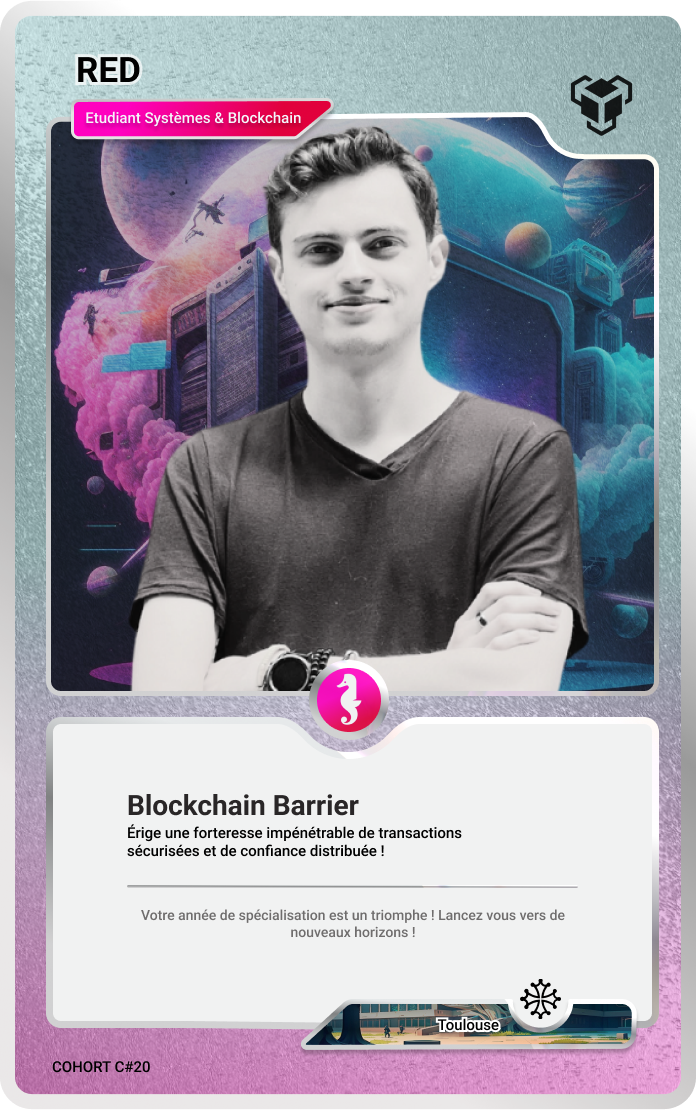 RED
Etudiant Systèmes & Blockchain
Blockchain Barrier
Érige une forteresse impénétrable de transactions
sécurisées et de confiance distribuée !
Votre année de spécialisation est un triomphe ! Lancez vous vers de
nouveaux horizons !
Toulouse
COHORT C#20